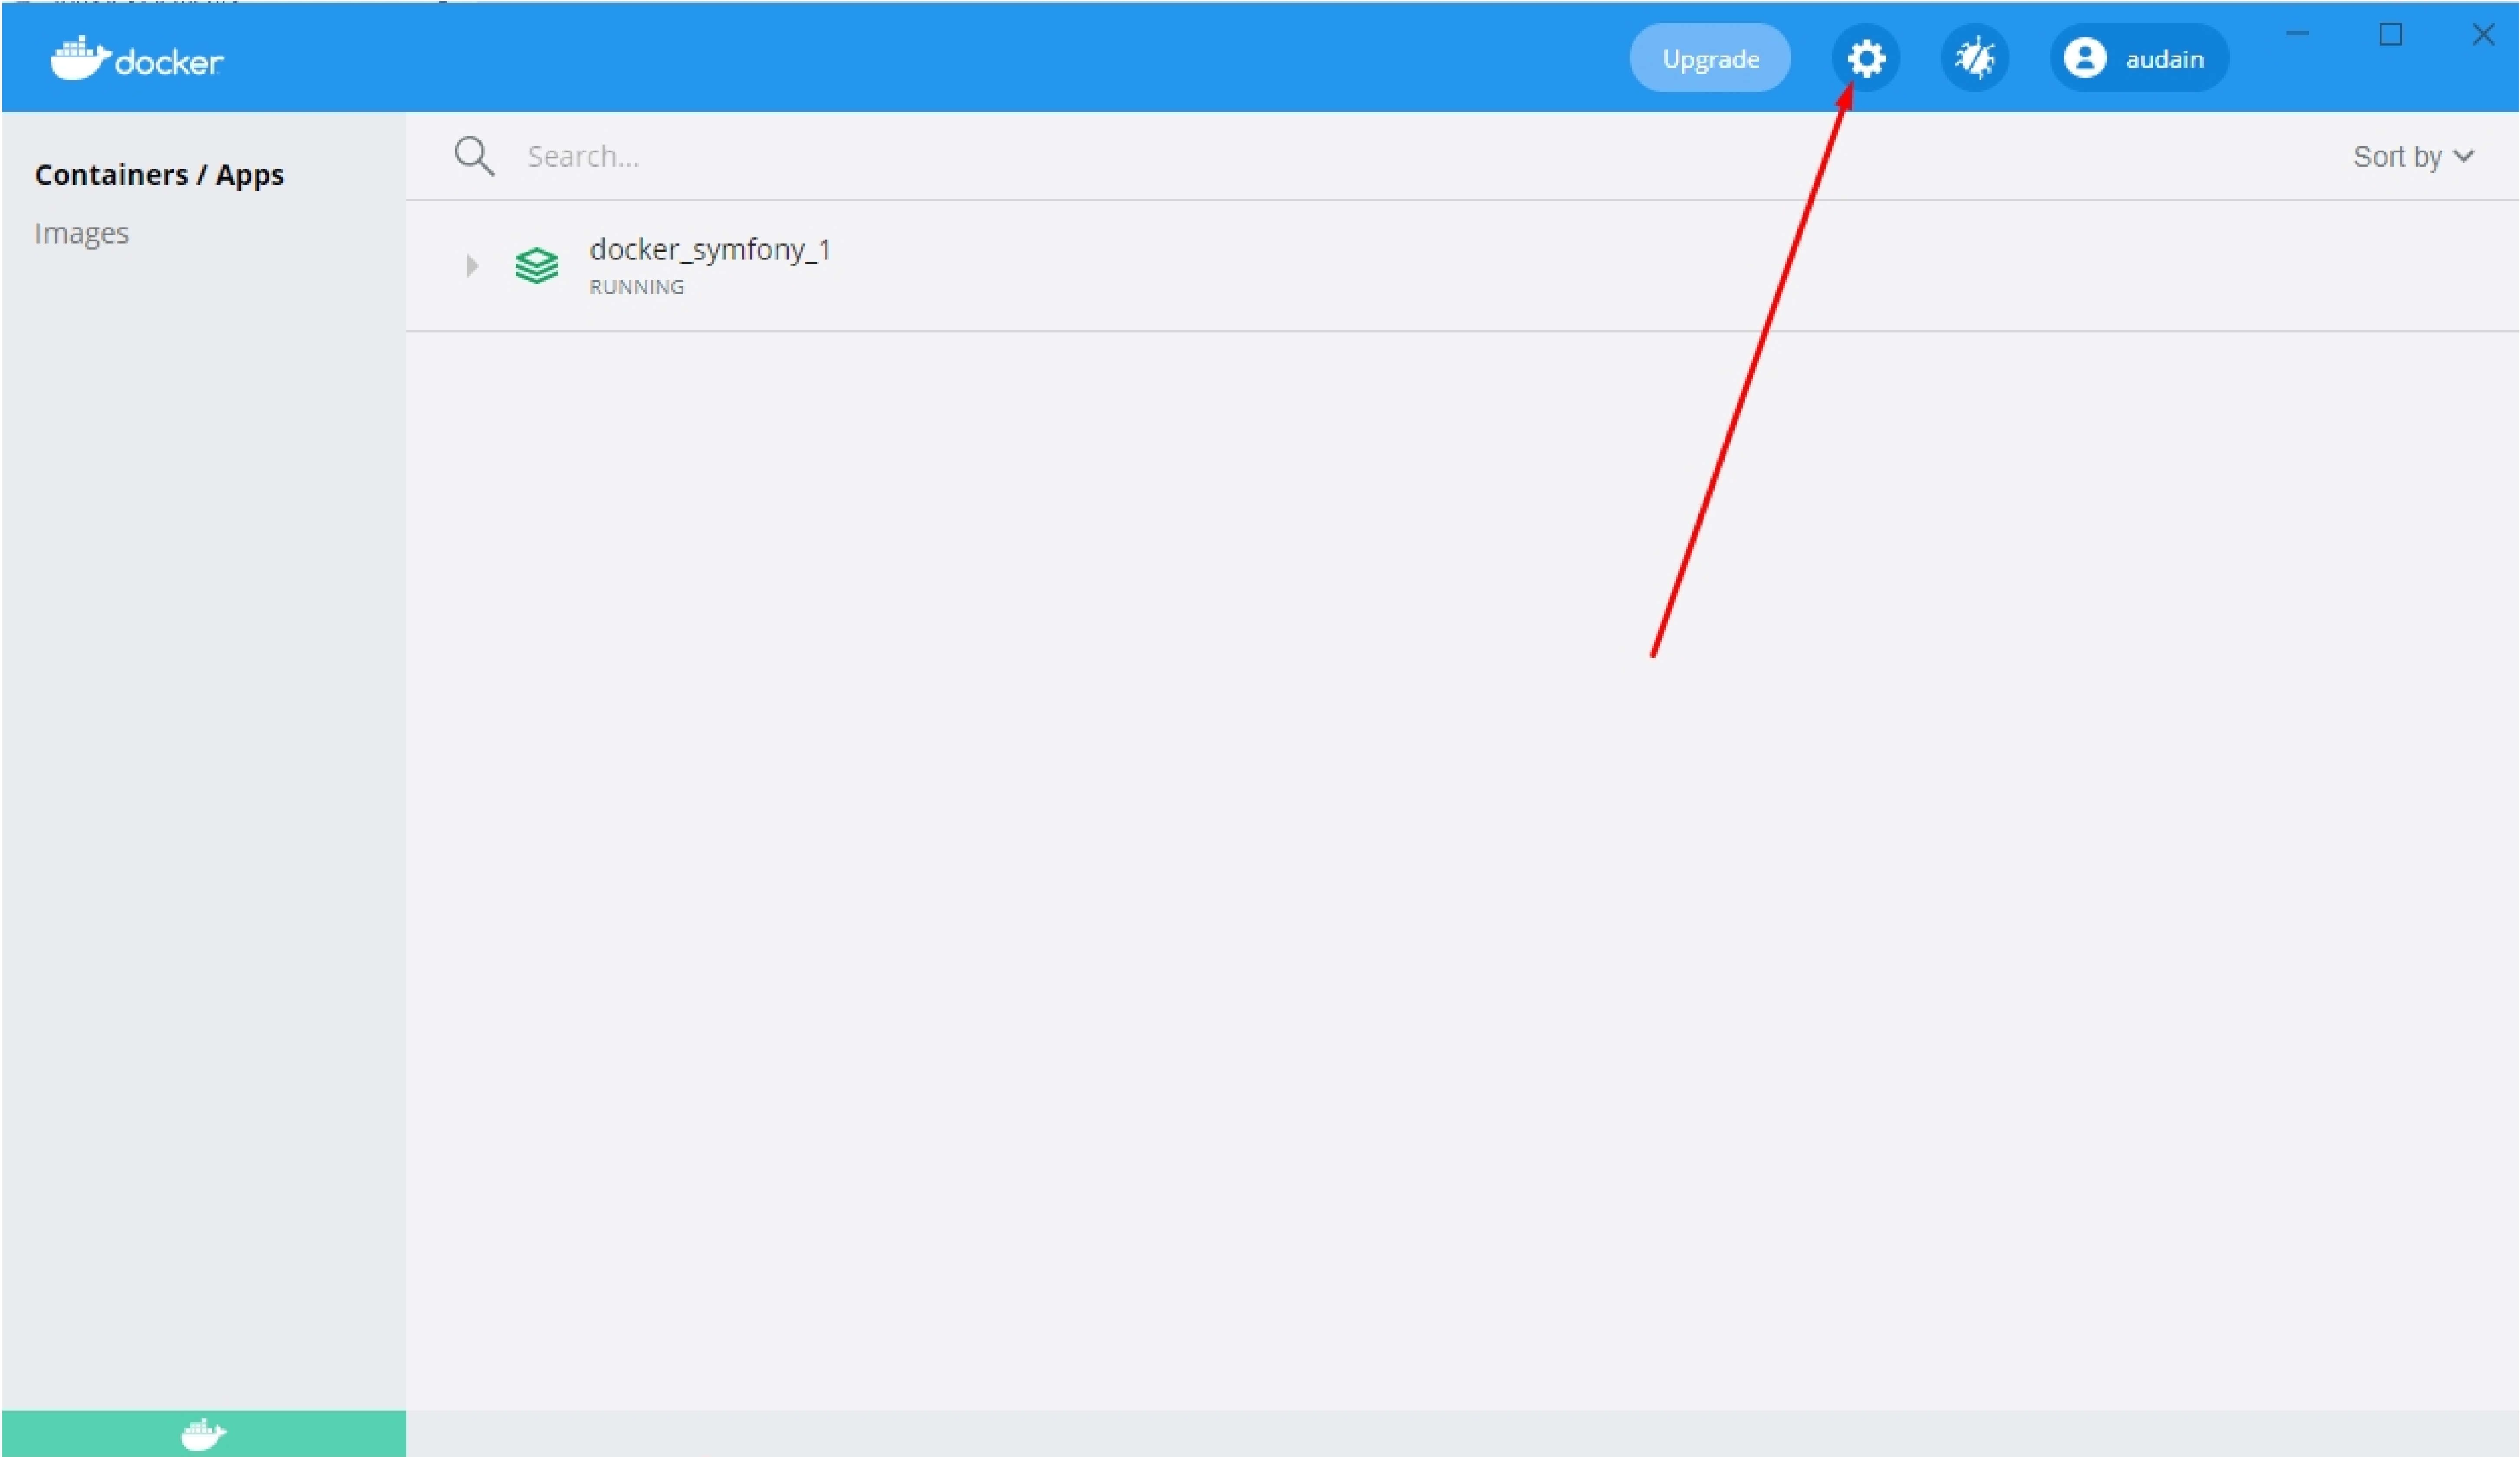 docker
Upgrade
audain
Containers / Apps
Images
Search...
Sort by
docker_symfony_1
RUNNING